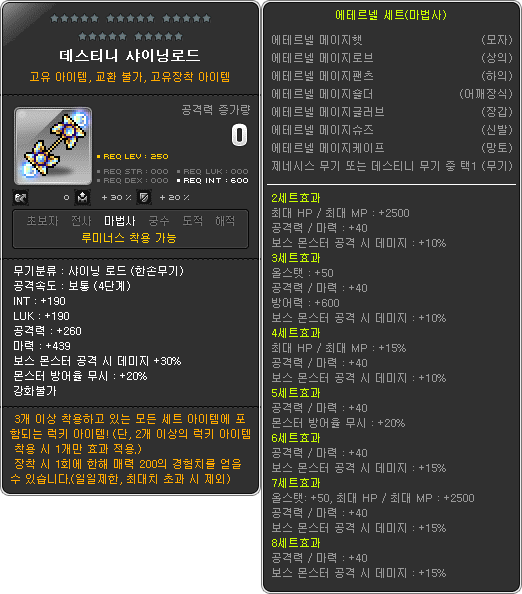 데스티니 샤이닝로드
고유 아이템, 교환 불가, 고유장착 아이템
공격력 증가량
0
REQ LEV : 250
REQ STR : 000
REQ LUK : 000
REQ DEX : 000
REQ INT : 600
0
+ 30 %
+ 20 %
초보자 전사 마법사 궁수 도적 해적
루미너스 착용 가능
무기분류 : 샤이닝 로드 (한손무기)
공격속도 : 보통 (4단계)
INT : +190
LUK : +190
공격력 : +260
마력 : +439
보스 몬스터 공격 시 데미지 +30%
몬스터 방어율 무시 : +20%
강화불가
3개 이상 착용하고 있는 모든 세트 아이템에 포
함되는 럭키 아이템! (단, 2개 이상의 럭키 아이템
착용 시 1개만 효과 적용.)
장착 시 1회에 한해 매력 200의 경험치를 얻을
수 있습니다.(일일제한, 최대치 초과 시 제외)
에테르넬 세트(마법사)
에테르넬 메이지햇 (모자)
에테르넬 메이지로브 (상의)
에테르넬 메이지팬츠 (하의)
에테르넬 메이지숄더 (어깨장식)
에테르넬 메이지글러브 (장갑)
에테르넬 메이지슈즈 (신발)
에테르넬 메이지케이프 (망토)
제네시스 무기 또는 데스티니 무기 중 택1 (무기)
2세트효과
최대 HP / 최대 MP : +2500
공격력 / 마력 : +40
보스 몬스터 공격 시 데미지 : +10%
3세트효과
올스탯 : +50
공격력 / 마력 : +40
방어력 : +600
보스 몬스터 공격 시 데미지 : +10%
4세트효과
최대 HP / 최대 MP : +15%
공격력 / 마력 : +40
보스 몬스터 공격 시 데미지 : +10%
5세트효과
공격력 / 마력 : +40
몬스터 방어율 무시 : +20%
6세트효과
공격력 / 마력 : +40
보스 몬스터 공격 시 데미지 : +15%
7세트효과
올스탯: +50, 최대 HP / 최대 MP : +2500
공격력 / 마력 : +40
보스 몬스터 공격 시 데미지 : +15%
8세트효과
공격력 / 마력 : +40
보스 몬스터 공격 시 데미지 : +15%